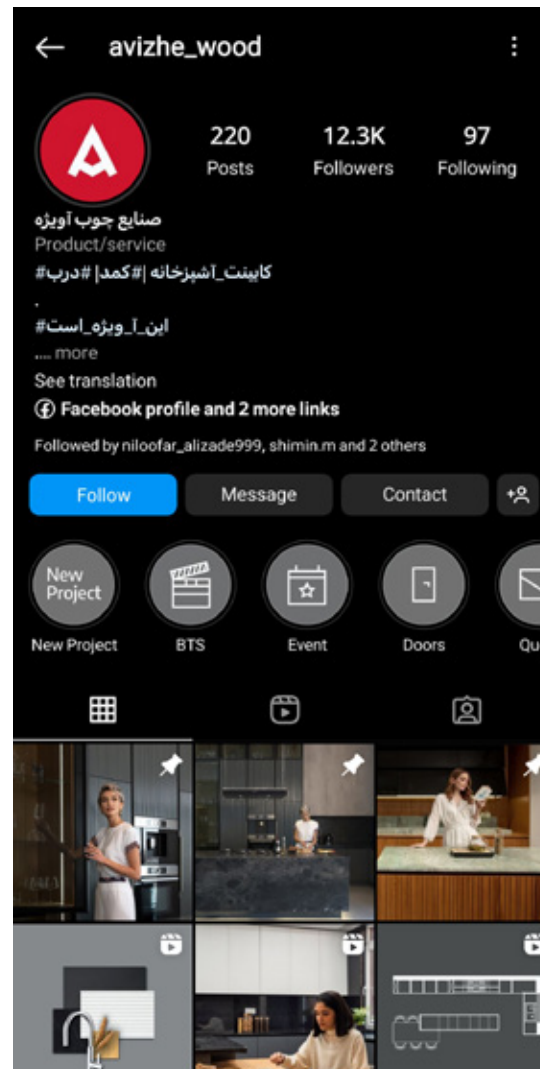 avizhe_wood
220 12.3K 97
Posts Followers Following
صنایع چوب آویژه
Product/service
#کابینت_آشپزخانه |#کمد| #درب
.
#این_آ_ویژه_است
.... more
See translation
Facebook profile and 2 more links
Followed by niloofar_alizade999, shimin.m and 2 others
Follow Message Contact
New
Project
New Project BTS Event Doors Qu